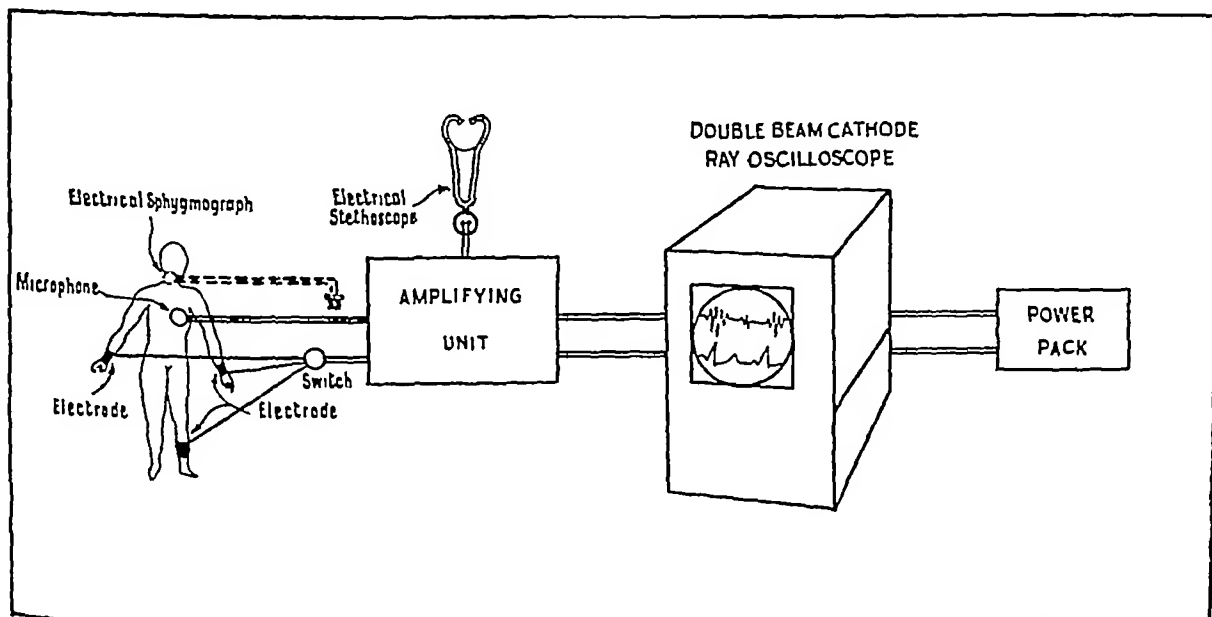 DOUBLE BEAM CATHODE
RAY OSCILLOSCOPE
Electrical Sphygmograph
Electrical
Stethoscope
Microphone
AMPLIFYING
UNIT
POWER
PACK
Switch
Electrode
Electrode